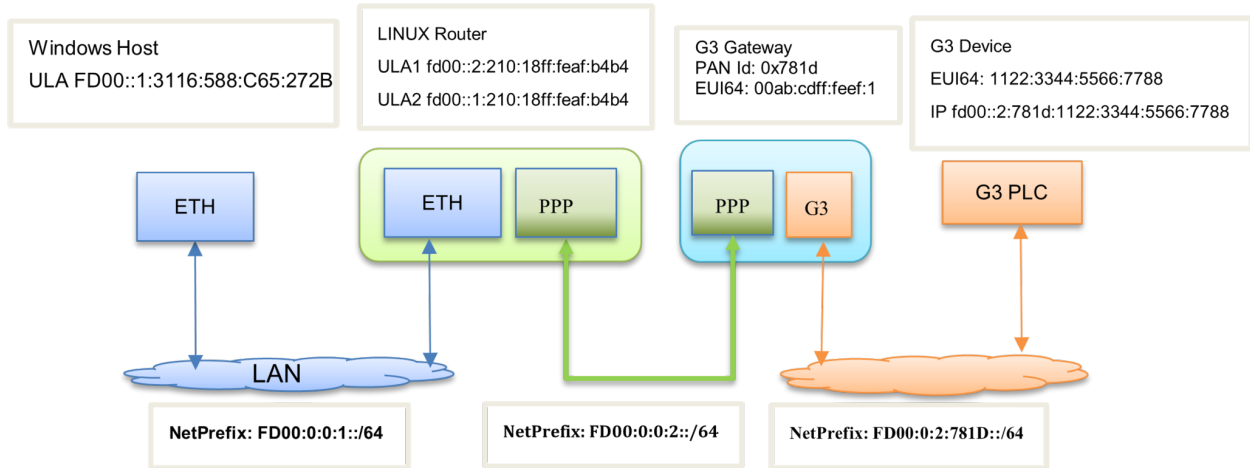 Windows Host
ULA FD00::1:3116:588:C65:272B
LINUX Router
ULA1 fd00::2:210:18ff:feaf:b4b4
ULA2 fd00::1:210:18ff:feaf:b4b4
G3 Gateway
PAN Id: 0x781d
EUI64: 00ab:cdff:feef:1
G3 Device
EUI64: 1122:3344:5566:7788
IP fd00::2:781d:1122:3344:5566:7788
ETH
ETH
PPP
PPP
G3
G3 PLC
LAN
NetPrefix: FD00:0:0:1::/64
NetPrefix: FD00:0:0:2::/64
NetPrefix: FD00:0:2:781D::/64